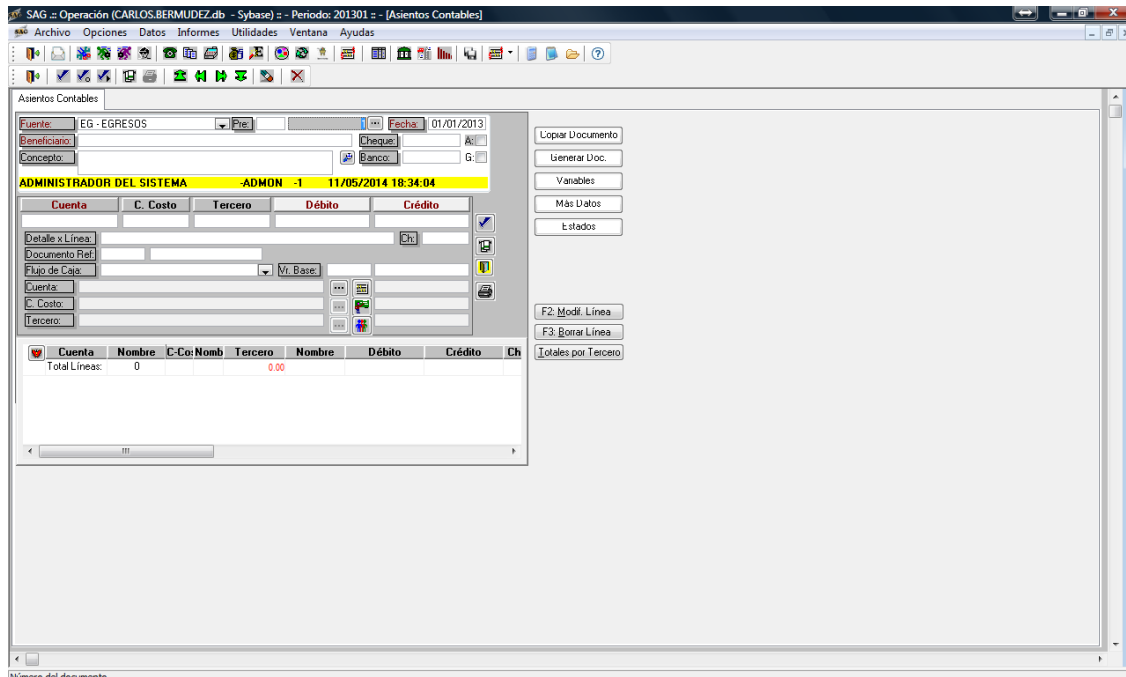 SAG .:: Operación (CARLOS.BERMUDEZ.db - Sybase) :: - Periodo: 201301 :: - [Asientos Contables]
Archivo Opciones Datos Informes Utilidades Ventana Ayudas
Asientos Contables
Fuente: EG - EGRESOS Pre: 1 Fecha: 01/01/2013
Beneficiario: Cheque: A:
Concepto: Banco: G:
ADMINISTRADOR DEL SISTEMA -ADMON -1 11/05/2014 18:34:04
Cuenta C. Costo Tercero Débito Crédito
Detalle x Línea: Ch:
Documento Ref:
Flujo de Caja: Vr. Base:
Cuenta:
C. Costo:
Tercero:
Cuenta Nombre C-Co: Nomb Tercero Nombre Débito Crédito Ch
Total Líneas: 0 0.00
Copiar Documento
Generar Doc.
Variables
Más Datos
Estados
F2: Modif. Línea
F3: Borrar Línea
Totales por Tercero
Número del documento